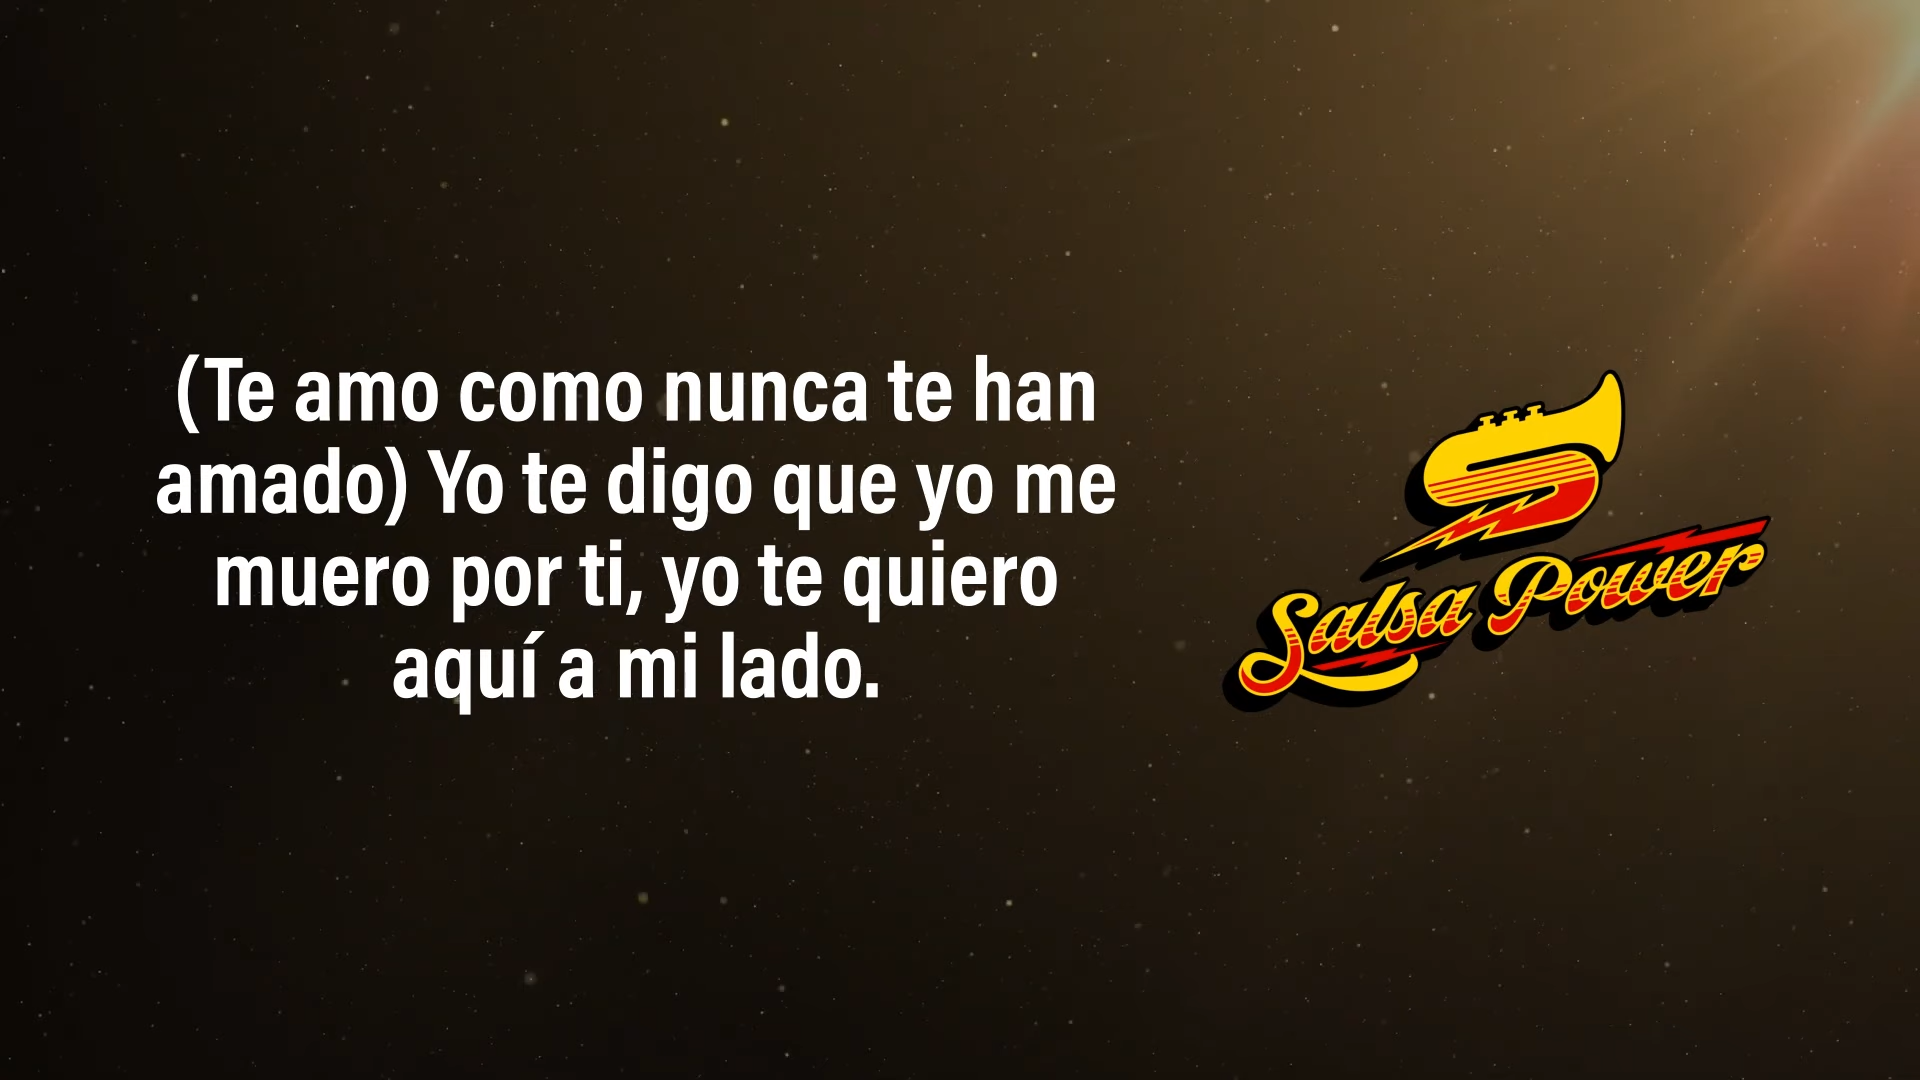 (Te amo como nunca te han
amado) Yo te digo que yo me
muero por ti, yo te quiero
aquí a mi lado.
Salsa Power